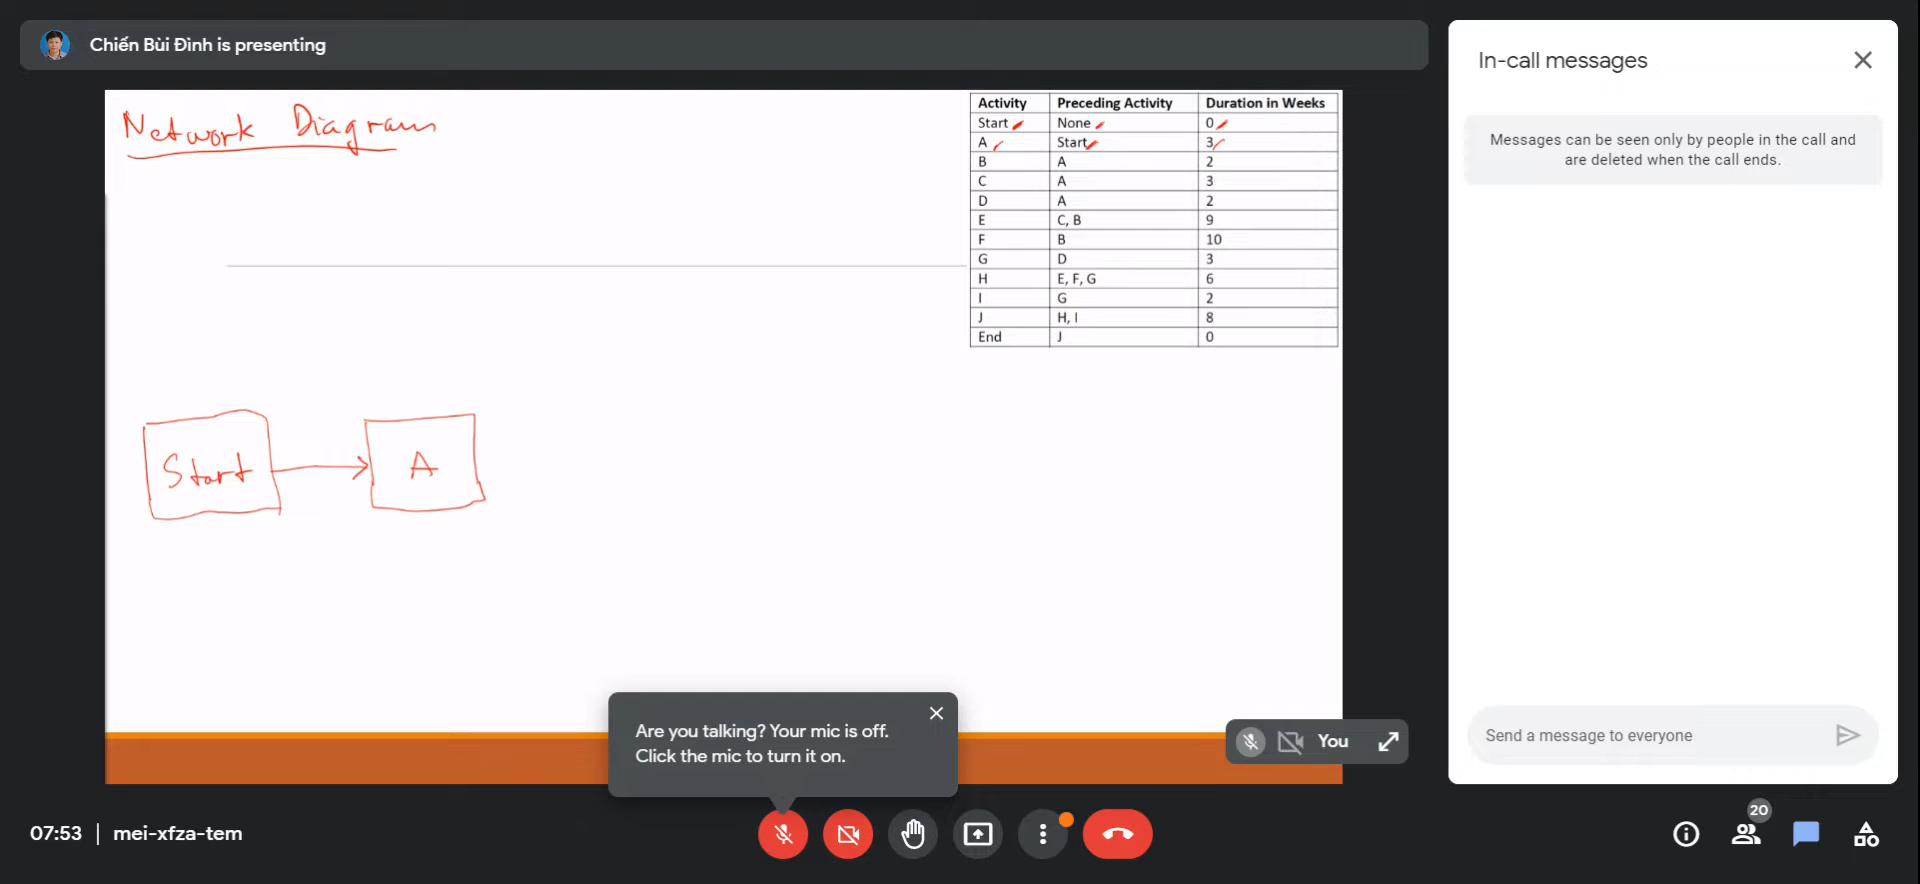 Chiến Bùi Đình is presenting
In-call messages
Messages can be seen only by people in the call and
are deleted when the call ends.
Network Diagram
Activity Preceding Activity Duration in Weeks
Start None 0
A Start 3
B A 2
C A 3
D A 2
E C, B 9
F B 10
G D 3
H E, F, G 6
I G 2
J H, I 8
End J 0
Start A
Are you talking? Your mic is off.
Click the mic to turn it on.
You
Send a message to everyone
07:53 | mei-xfza-tem
20